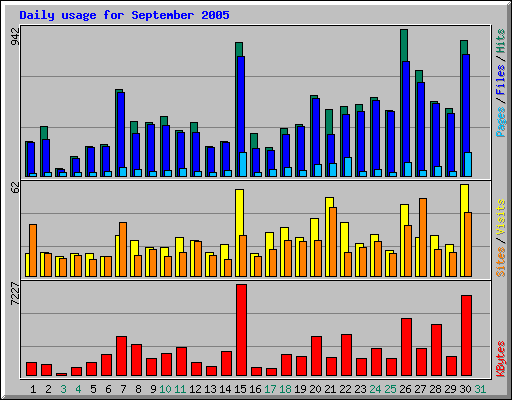 Daily usage for September 2005
942
Pages / Files / Hits
62
Sites / Visits
7227
KBytes
1 2 3 4 5 6 7 8 9 10 11 12 13 14 15 16 17 18 19 20 21 22 23 24 25 26 27 28 29 30 31